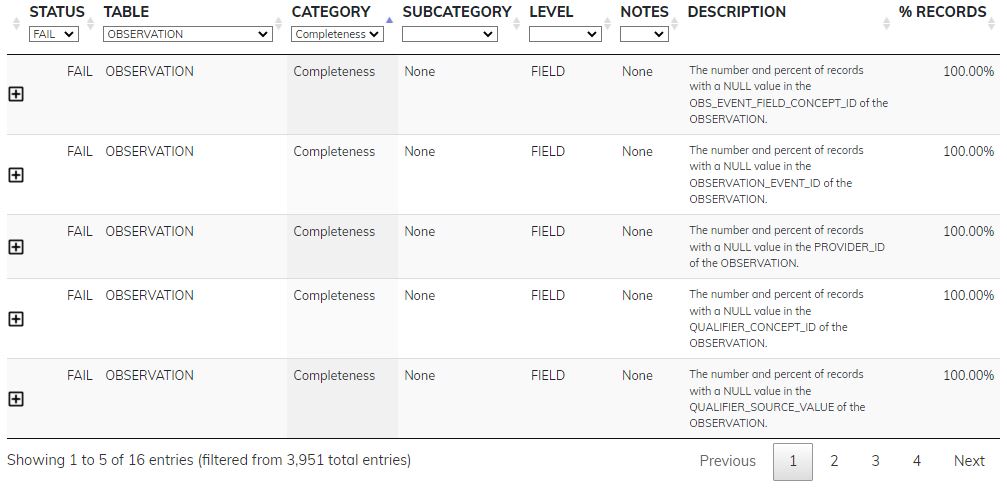 STATUS TABLE CATEGORY SUBCATEGORY LEVEL NOTES DESCRIPTION % RECORDS
FAIL OBSERVATION Completeness
FAIL OBSERVATION Completeness None FIELD None The number and percent of records 100.00%
with a NULL value in the
OBS_EVENT_FIELD_CONCEPT_ID of the
OBSERVATION.
FAIL OBSERVATION Completeness None FIELD None The number and percent of records 100.00%
with a NULL value in the
OBSERVATION_EVENT_ID of the
OBSERVATION.
FAIL OBSERVATION Completeness None FIELD None The number and percent of records 100.00%
with a NULL value in the PROVIDER_ID
of the OBSERVATION.
FAIL OBSERVATION Completeness None FIELD None The number and percent of records 100.00%
with a NULL value in the
QUALIFIER_CONCEPT_ID of the
OBSERVATION.
FAIL OBSERVATION Completeness None FIELD None The number and percent of records 100.00%
with a NULL value in the
QUALIFIER_SOURCE_VALUE of the
OBSERVATION.
Showing 1 to 5 of 16 entries (filtered from 3,951 total entries) Previous 1 2 3 4 Next